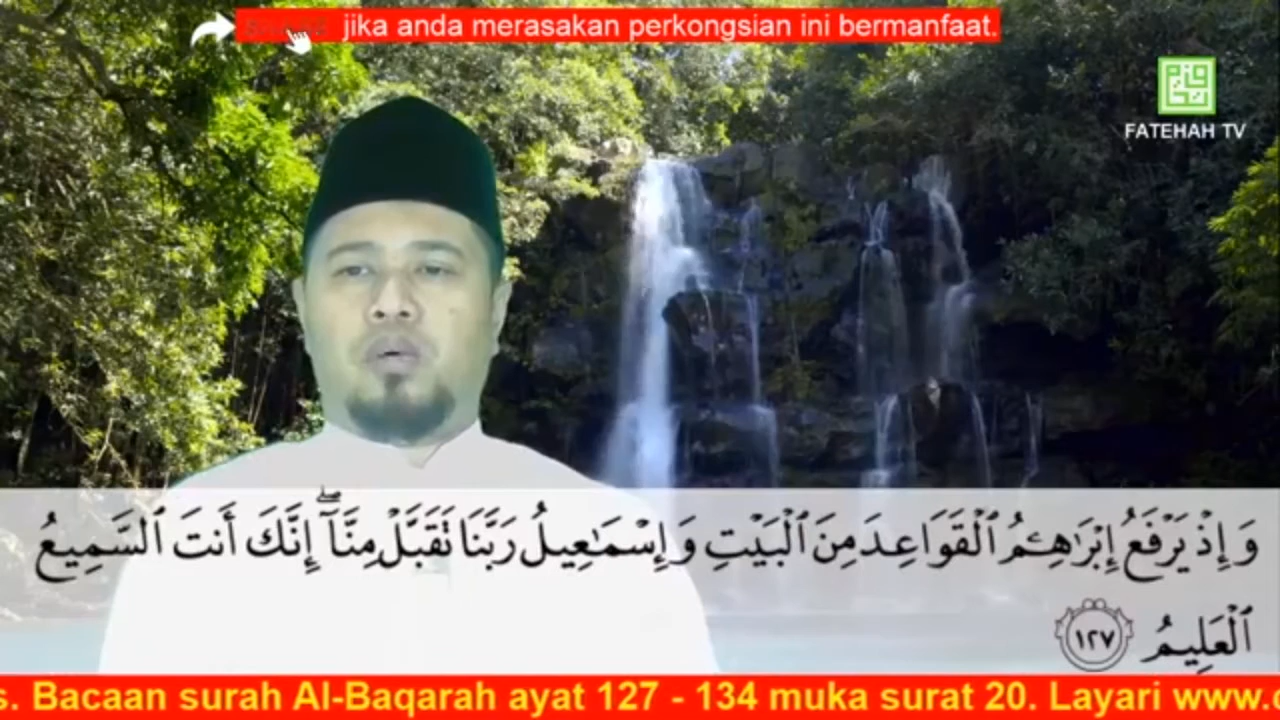 jika anda merasakan perkongsian ini bermanfaat.
FATEHAH TV
وَإِذْ يَرْفَعُ إِبْرَٰهِـۧمُ ٱلْقَوَاعِدَ مِنَ ٱلْبَيْتِ وَإِسْمَـٰعِيلُ رَبَّنَا تَقَبَّلْ مِنَّآ ۖ إِنَّكَ أَنتَ ٱلسَّمِيعُ
ٱلْعَلِيمُ ١٢٧
s. Bacaan surah Al-Baqarah ayat 127 - 134 muka surat 20. Layari www.